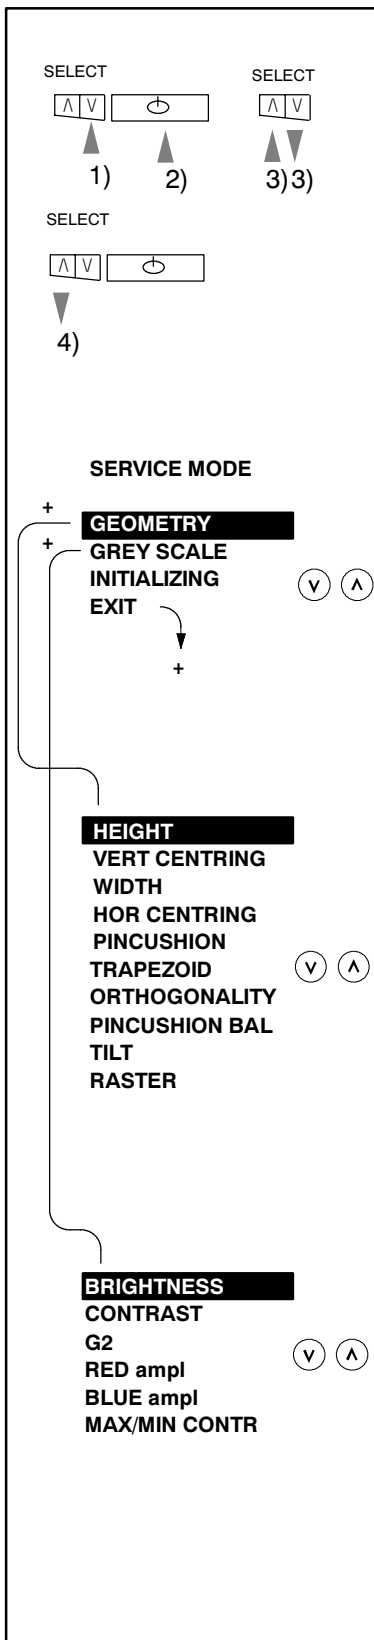 SELECT
SELECT
Λ V
Λ V
1)
2)
3) 3)
SELECT
Λ V
4)
SERVICE MODE
+
GEOMETRY
+
GREY SCALE
INITIALIZING
EXIT
v ʌ
+
HEIGHT
VERT CENTRING
WIDTH
HOR CENTRING
PINCUSHION
TRAPEZOID
v ʌ
ORTHOGONALITY
PINCUSHION BAL
TILT
RASTER
BRIGHTNESS
CONTRAST
G2
v ʌ
RED ampl
BLUE ampl
MAX/MIN CONTR